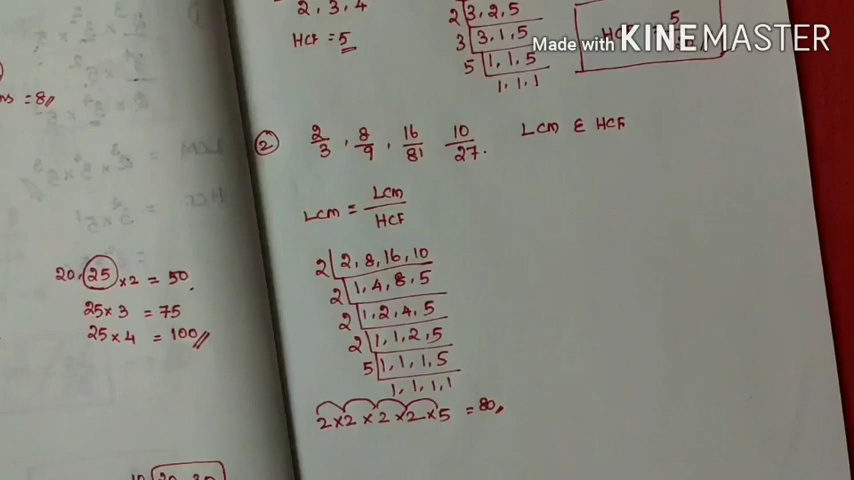 2, 3, 4
HCF = 5
2 3, 2, 5
3 3, 1, 5
5 1, 1, 5
1, 1, 1
5
Made with KINEMASTER
= 8
② 2/3, 8/9, 16/81 10/27. LCM & HCF
LCM = LCM/HCF
2 2, 8, 16, 10
2 1, 4, 8, 5
2 1, 2, 4, 5
2 1, 1, 2, 5
5 1, 1, 1, 5
1, 1, 1, 1
2×2×2×2×5 = 80
20, 25 ×2 = 50
25×3 = 75
25×4 = 100